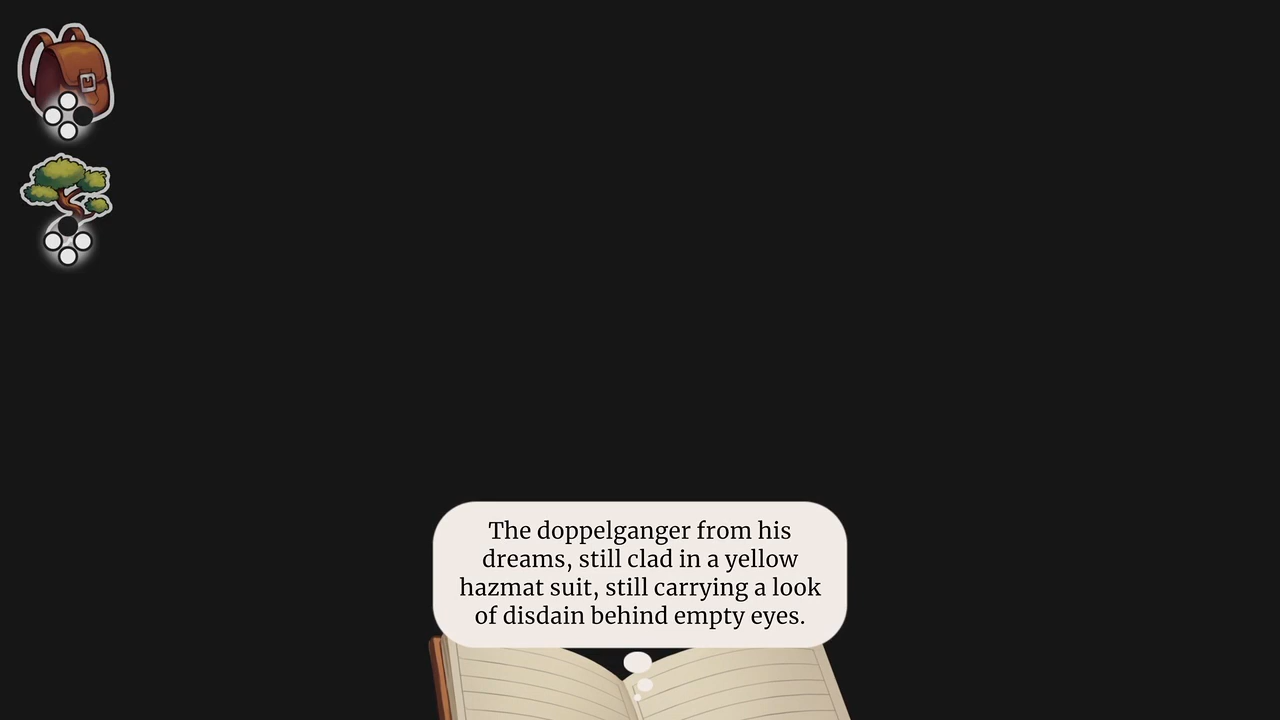 The doppelganger from his
dreams, still clad in a yellow
hazmat suit, still carrying a look
of disdain behind empty eyes.